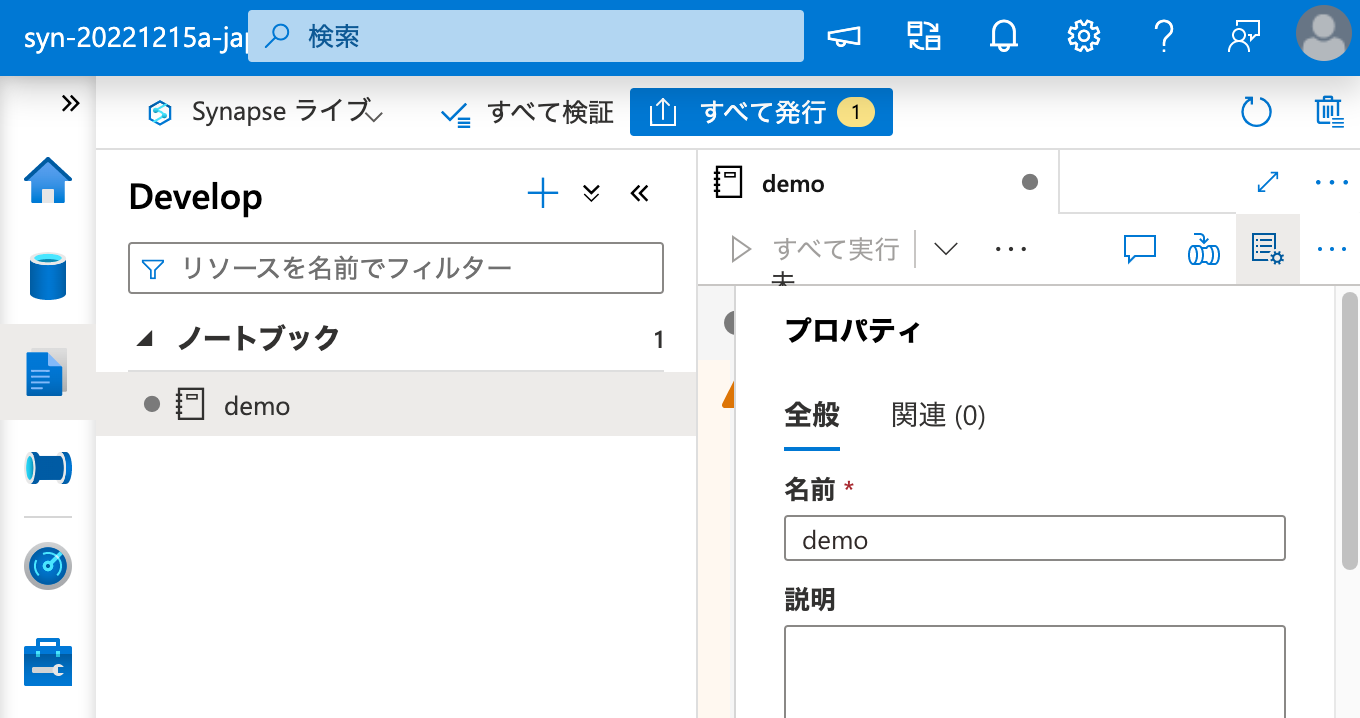 syn-20221215a-jap
検索
Synapse ライブ
すべて検証
すべて発行
1
Develop
リソースを名前でフィルター
ノートブック
1
demo
demo
すべて実行
プロパティ
全般
関連 (0)
名前 *
demo
説明